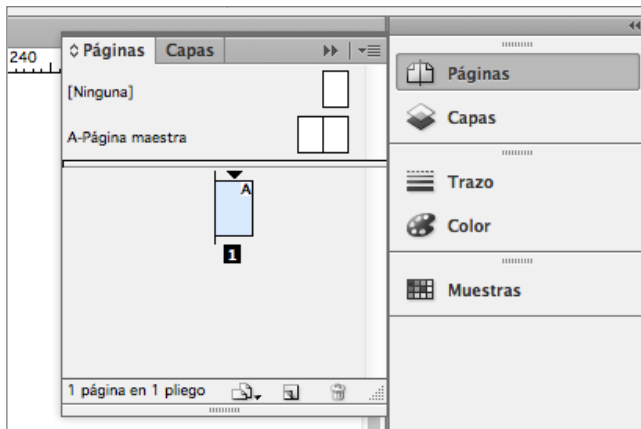 240
Páginas Capas
[Ninguna]
A-Página maestra
A
1
1 página en 1 pliego
Páginas
Capas
Trazo
Color
Muestras